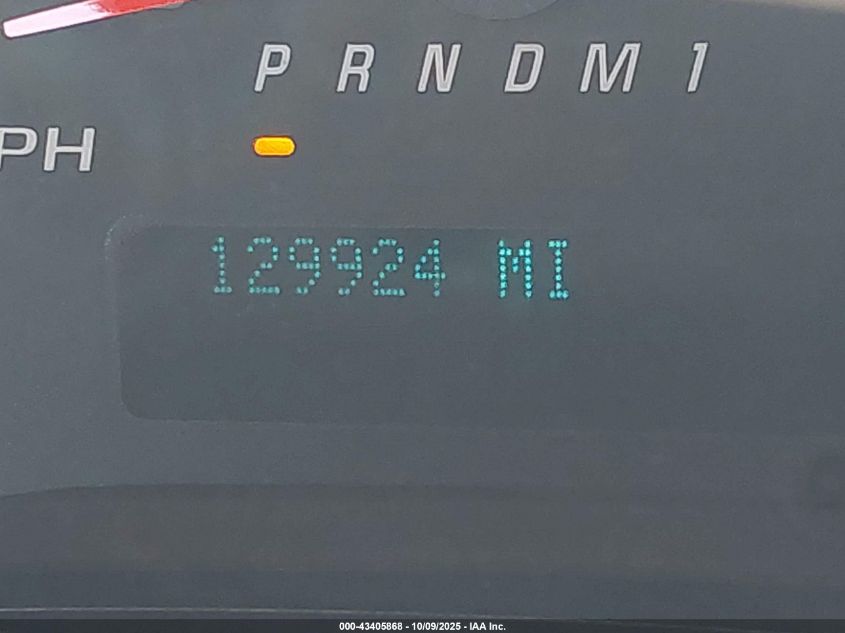 P R N D M 1
PH
129924 MI
000-43405868 - 10/09/2025 - IAA Inc.